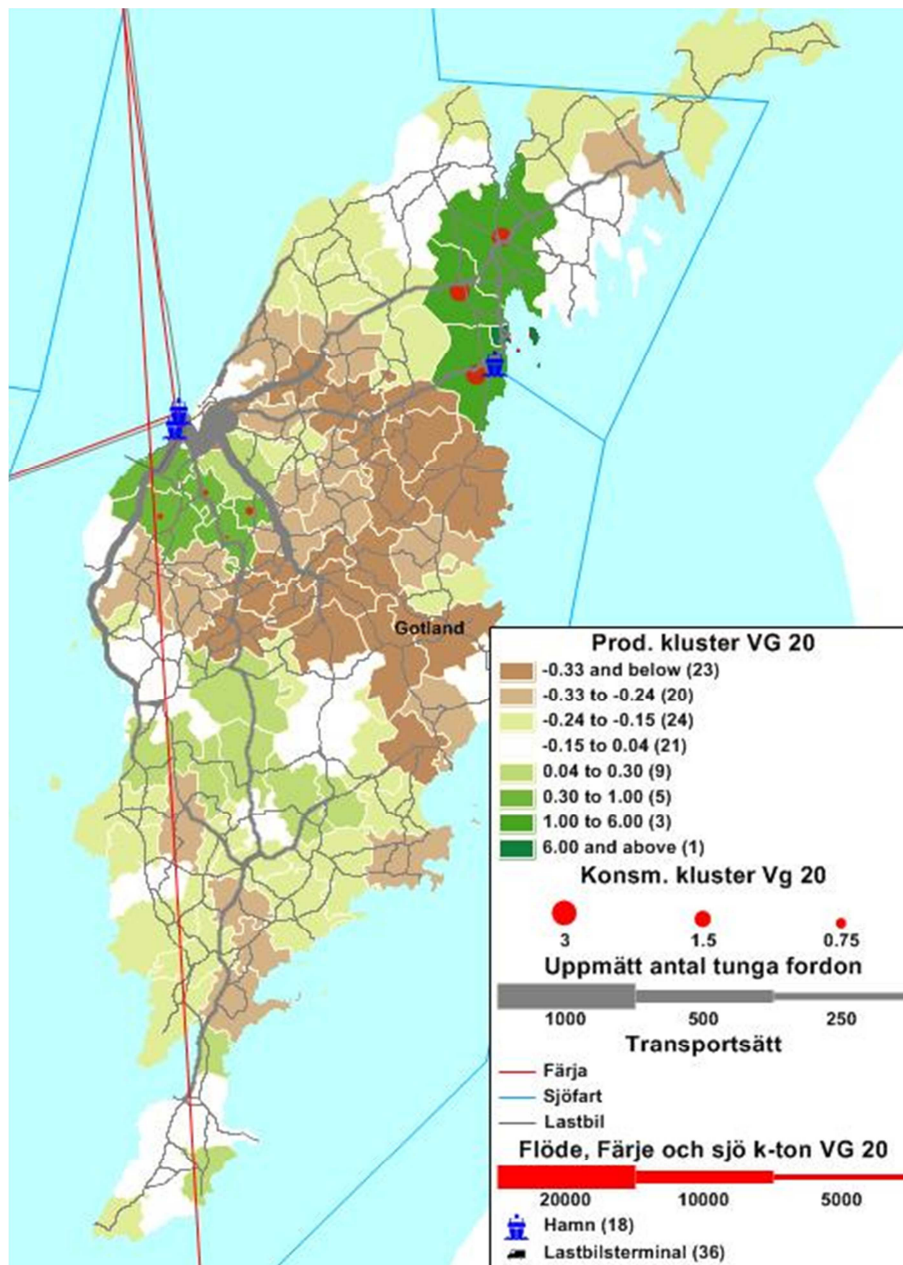 Gotland
Prod. kluster VG 20
-0.33 and below (23)
-0.33 to -0.24 (20)
-0.24 to -0.15 (24)
-0.15 to 0.04 (21)
0.04 to 0.30 (9)
0.30 to 1.00 (5)
1.00 to 6.00 (3)
6.00 and above (1)
Konsm. kluster Vg 20
3 1.5 0.75
Uppmätt antal tunga fordon
1000 500 250
Transportsätt
Färja
Sjöfart
Lastbil
Flöde, Färje och sjö k-ton VG 20
20000 10000 5000
Hamn (18)
Lastbilsterminal (36)